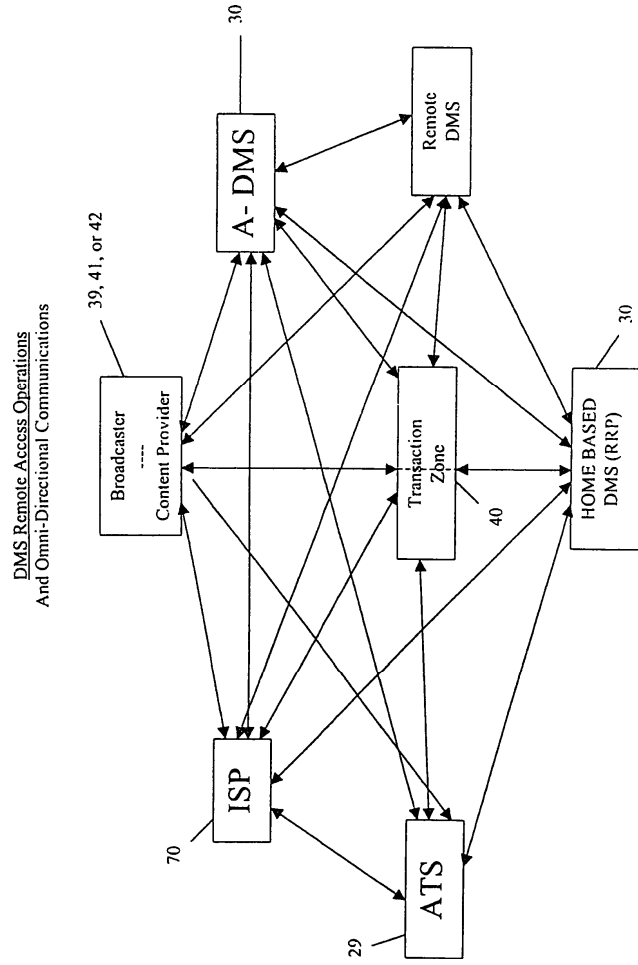 DMS Remote Access Operations
And Omni-Directional Communications
39, 41, or 42
Broadcaster
----
Content Provider
30
A- DMS
Remote
DMS
ISP
70
Transaction
Zone
40
ATS
29
HOME BASED
DMS (RRP)
30